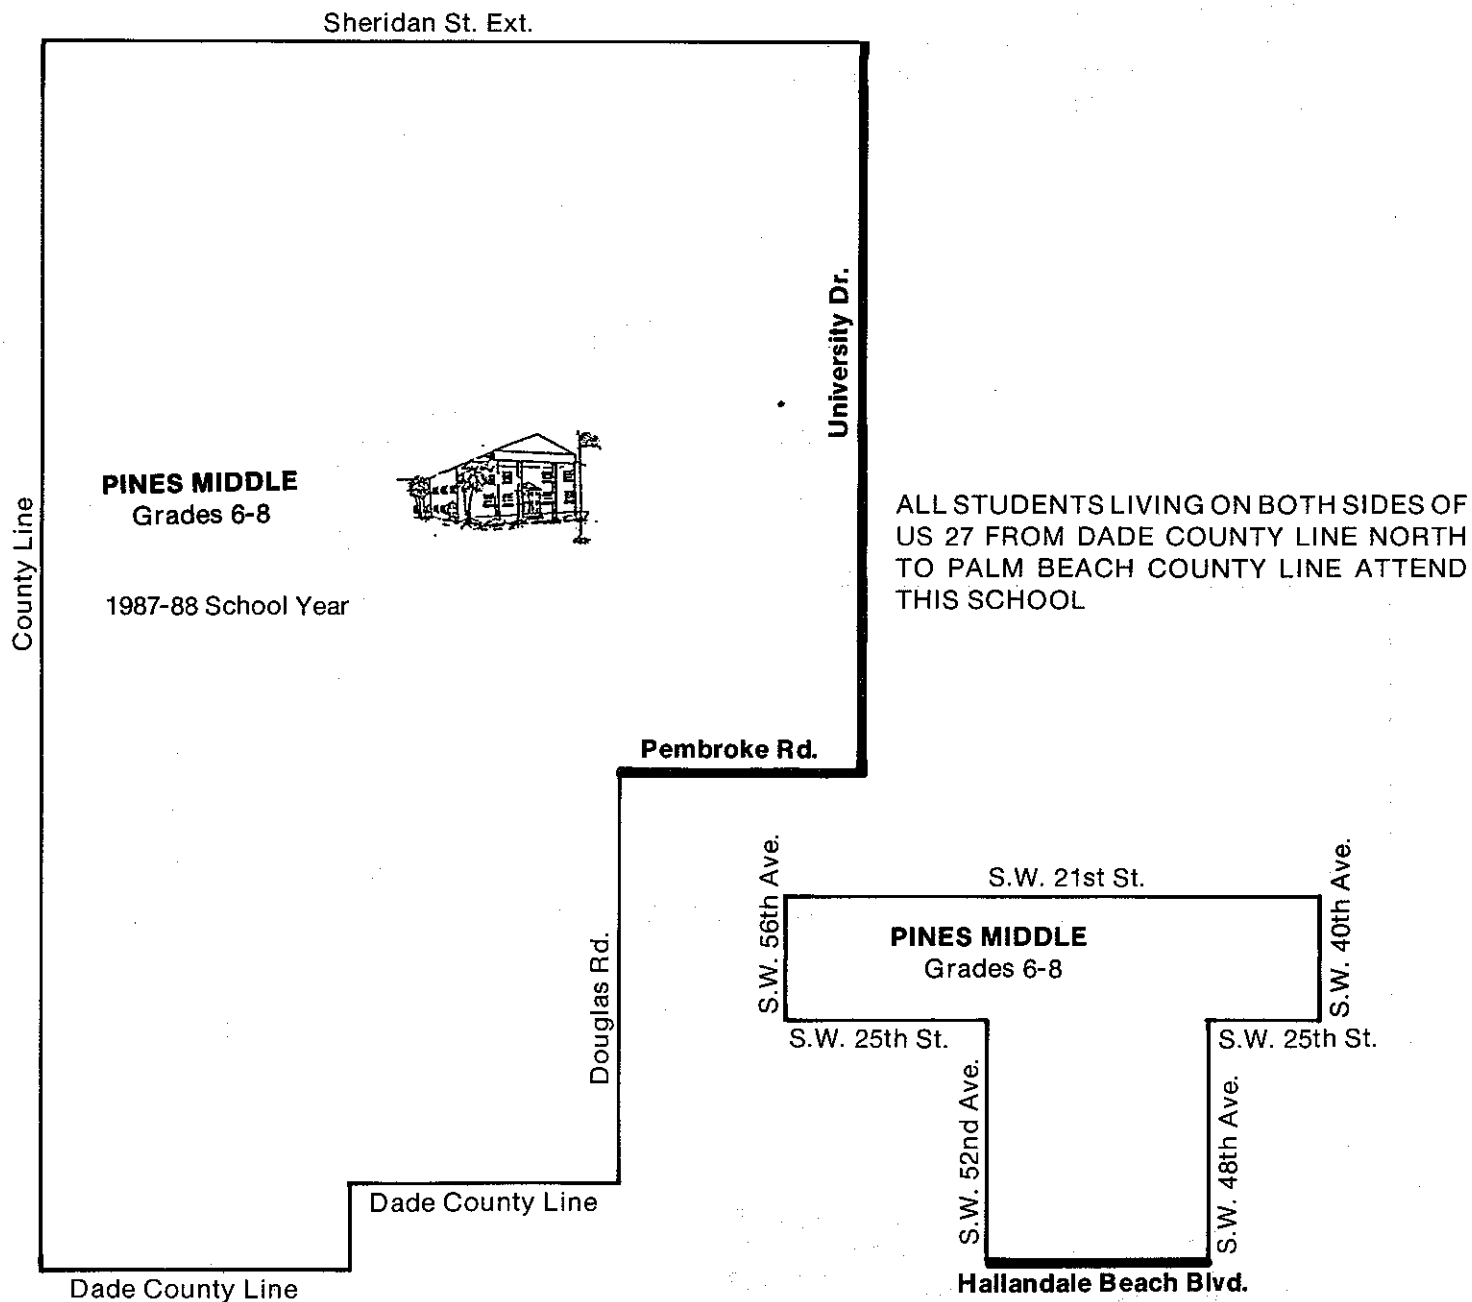 Sheridan St. Ext.
University Dr.
PINES MIDDLE
Grades 6-8
County Line
1987-88 School Year
ALL STUDENTS LIVING ON BOTH SIDES OF
US 27 FROM DADE COUNTY LINE NORTH
TO PALM BEACH COUNTY LINE ATTEND
THIS SCHOOL
Pembroke Rd.
Douglas Rd.
Dade County Line
Dade County Line
S.W. 56th Ave.
S.W. 21st St.
S.W. 40th Ave.
PINES MIDDLE
Grades 6-8
S.W. 25th St.
S.W. 25th St.
S.W. 52nd Ave.
S.W. 48th Ave.
Hallandale Beach Blvd.